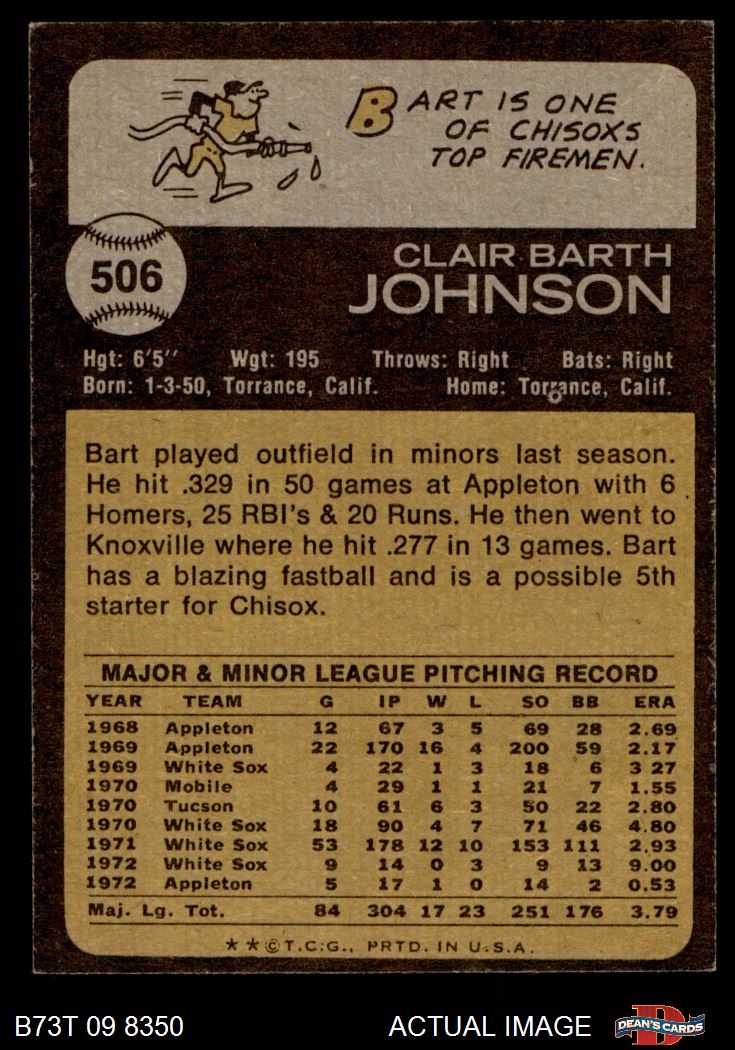 BART IS ONE
OF CHISOXS
TOP FIREMEN.
506
CLAIR BARTH
JOHNSON
Hgt: 6'5" Wgt: 195 Throws: Right Bats: Right
Born: 1-3-50, Torrance, Calif. Home: Torrance, Calif.
Bart played outfield in minors last season.
He hit .329 in 50 games at Appleton with 6
Homers, 25 RBI's & 20 Runs. He then went to
Knoxville where he hit .277 in 13 games. Bart
has a blazing fastball and is a possible 5th
starter for Chisox.
MAJOR & MINOR LEAGUE PITCHING RECORD
YEAR TEAM G IP W L SO BB ERA
1968 Appleton 12 67 3 5 69 28 2.69
1969 Appleton 22 170 16 4 200 59 2.17
1969 White Sox 4 22 1 3 18 6 3 27
1970 Mobile 4 29 1 1 21 7 1.55
1970 Tucson 10 61 6 3 50 22 2.80
1970 White Sox 18 90 4 7 71 46 4.80
1971 White Sox 53 178 12 10 153 111 2.93
1972 White Sox 9 14 0 3 9 13 9.00
1972 Appleton 5 17 1 0 14 2 0.53
Maj. Lg. Tot. 84 304 17 23 251 176 3.79
★★©T.C.G., PRTD. IN U.S.A.
B73T 09 8350 ACTUAL IMAGE DEAN'S CARDS